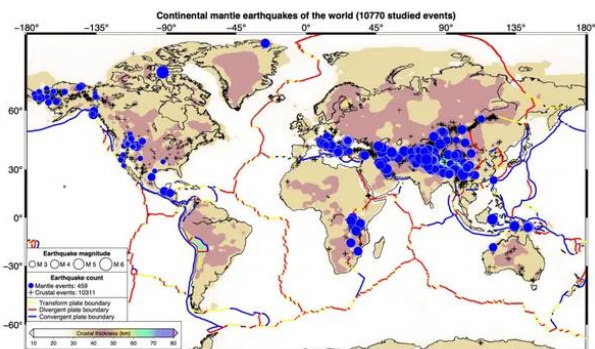 Continental mantle earthquakes of the world (10770 studied events)
−180° −135° −90° −45° 0° 45° 90° 135° 180°
60°
30°
0°
−30°
−60°
Earthquake magnitude
M 3 M 4 M 5 M 6
Earthquake count
Mantle events: 459
Crustal events: 10311
Transform plate boundary
Divergent plate boundary
Convergent plate boundary
Crustal thickness (km)
10 20 30 40 50 60 70 80